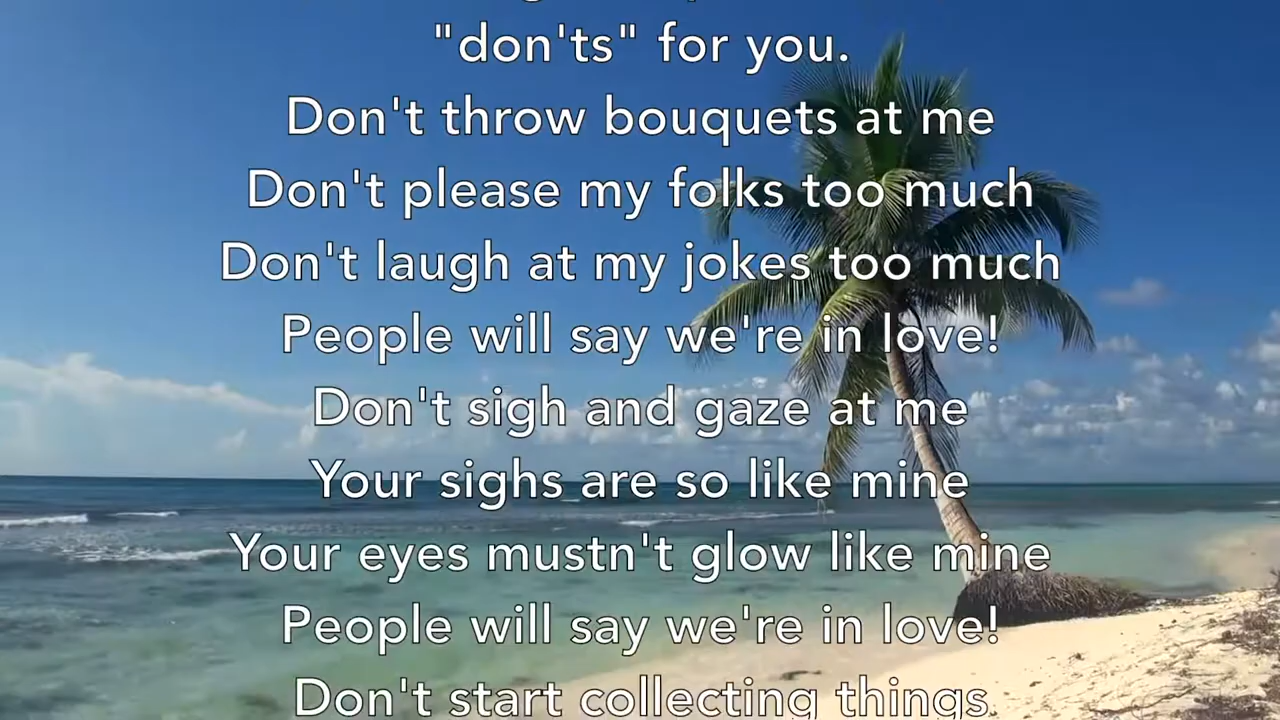 "don'ts" for you.
Don't throw bouquets at me
Don't please my folks too much
Don't laugh at my jokes too much
People will say we're in love!
Don't sigh and gaze at me
Your sighs are so like mine
Your eyes mustn't glow like mine
People will say we're in love!
Don't start collecting things